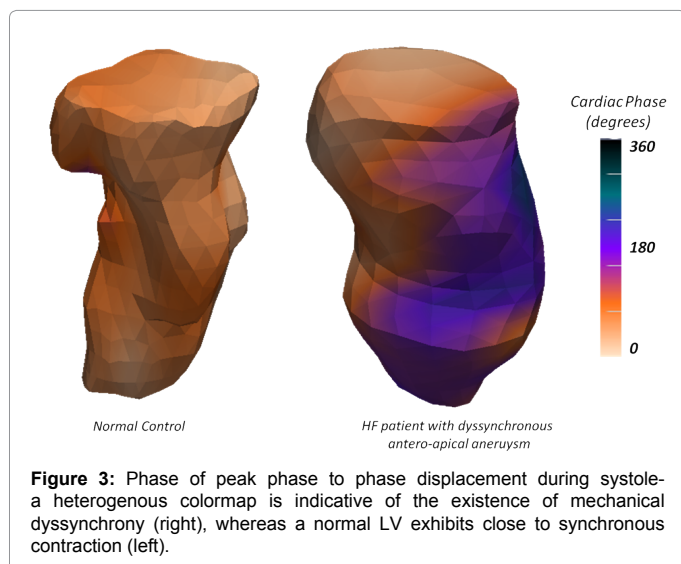 Cardiac Phase
(degrees)
360
180
0
Normal Control
HF patient with dyssynchronous
antero-apical aneruysm
Figure 3: Phase of peak phase to phase displacement during systole-
a heterogenous colormap is indicative of the existence of mechanical
dyssynchrony (right), whereas a normal LV exhibits close to synchronous
contraction (left).